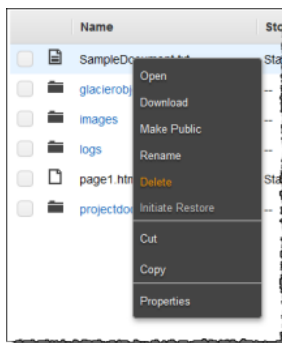 Name
SampleDocument.txt
glacierobj
images
logs
page1.htm
projectdoc
Open
Download
Make Public
Rename
Delete
Initiate Restore
Cut
Copy
Properties
Sto
Sta
--
--
--
Sta
--